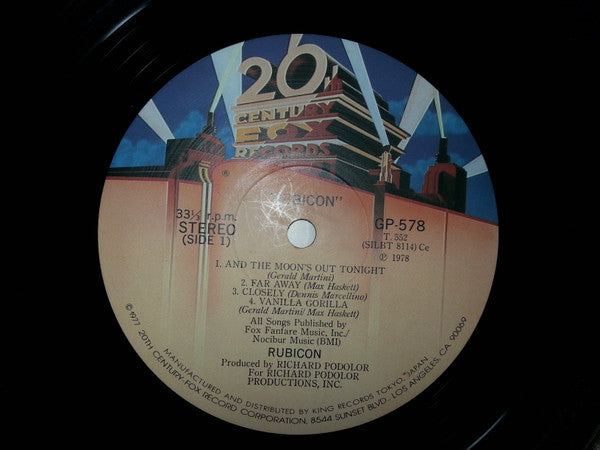 20th
CENTURY
FOX
RECORDS
®
"RUBICON"
33⅓ r.p.m.
STEREO
(SIDE 1)
GP-578
T. 552
(SILBT 8114) Ce
Ⓟ 1978
1. AND THE MOON'S OUT TONIGHT
(Gerald Martini)
2. FAR AWAY (Max Haskett)
3. CLOSELY (Dennis Marcellino)
4. VANILLA GORILLA
(Gerald Martini/Max Haskett)
All Songs Published by
Fox Fanfare Music, Inc./
Nocibur Music (BMI)
RUBICON
Produced by RICHARD PODOLOR
For RICHARD PODOLOR
PRODUCTIONS, INC.
MANUFACTURED AND DISTRIBUTED BY KING RECORDS TOKYO "JAPAN
©1977 20TH CENTURY-FOX RECORD CORPORATION, 8544 SUNSET BLVD., LOS ANGELES, CA 90069